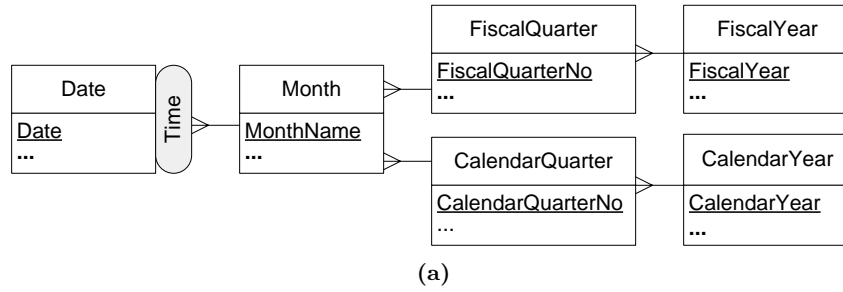 Date
Date
...
Time
Month
MonthName
...
FiscalQuarter
FiscalQuarterNo
...
FiscalYear
FiscalYear
...
CalendarQuarter
CalendarQuarterNo
...
CalendarYear
CalendarYear
...
(a)